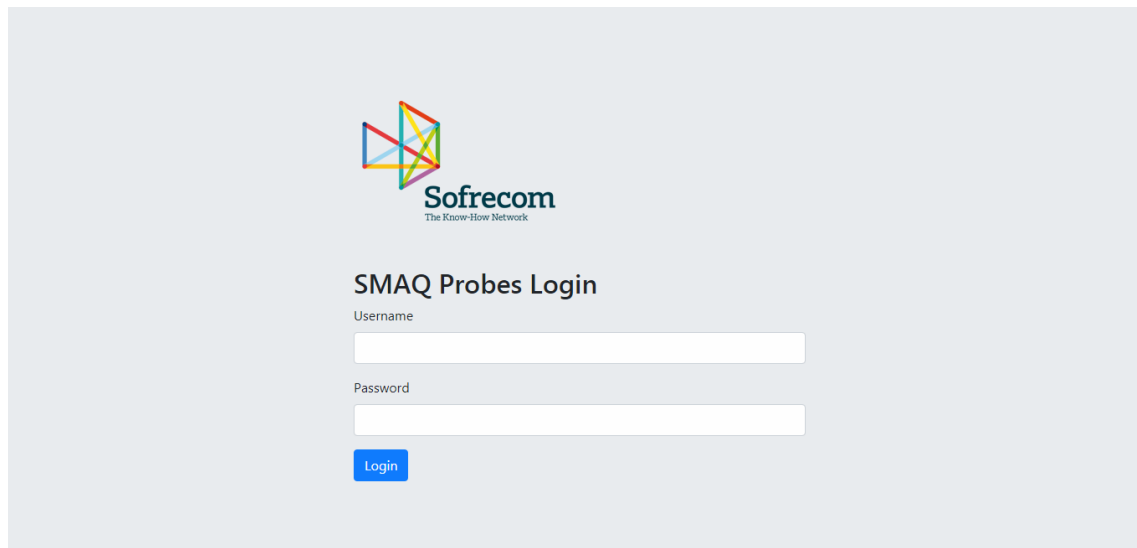 Sofrecom
The Know-How Network
SMAQ Probes Login
Username
Password
Login